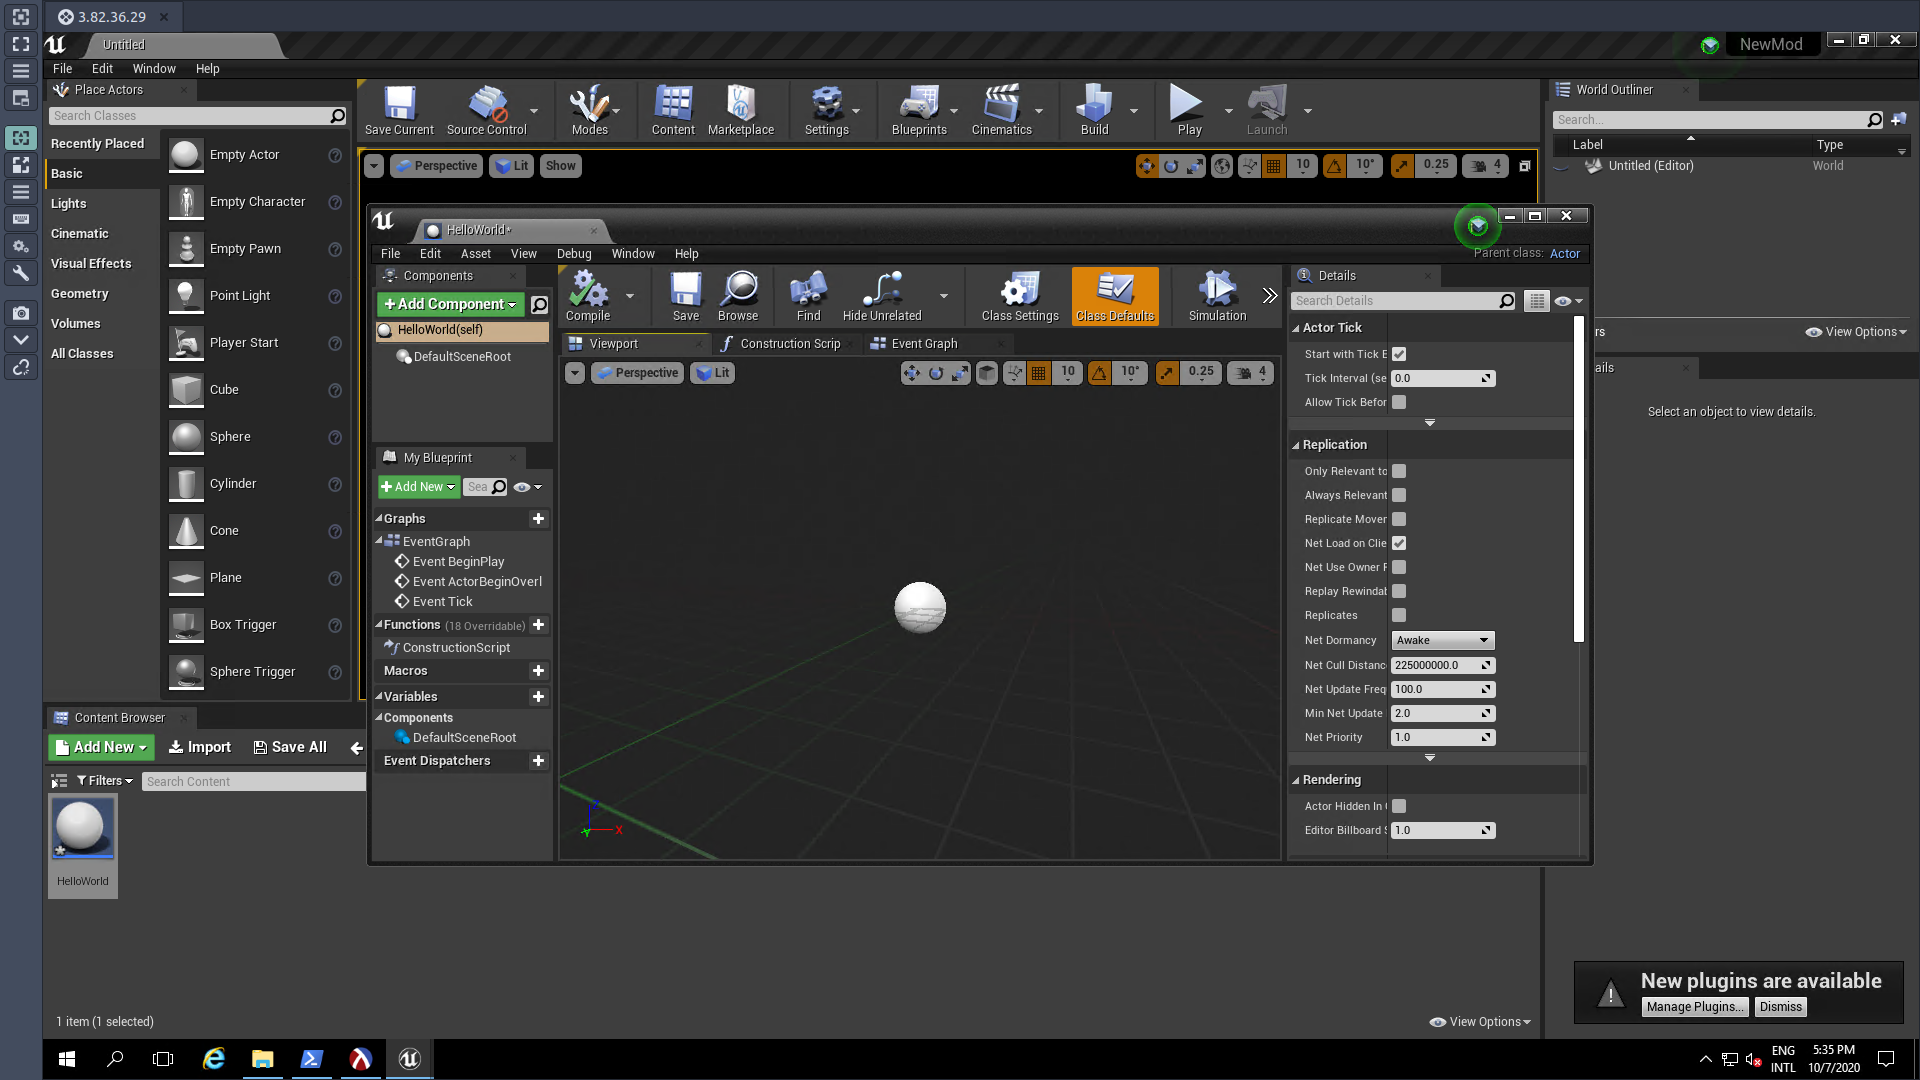 3.82.36.29
Untitled
NewMod
File Edit Window Help
Place Actors
Search Classes
Recently Placed
Basic
Lights
Cinematic
Visual Effects
Geometry
Volumes
All Classes
Empty Actor
Empty Character
Empty Pawn
Point Light
Player Start
Cube
Sphere
Cylinder
Cone
Plane
Box Trigger
Sphere Trigger
Save Current Source Control Modes Content Marketplace Settings Blueprints Cinematics Build Play Launch
Perspective Lit Show
10 10° 0.25 4
World Outliner
Search...
Label Type
Untitled (Editor) World
View Options
ails
Select an object to view details.
HelloWorld*
File Edit Asset View Debug Window Help
Parent class: Actor
Components
Add Component
HelloWorld(self)
DefaultSceneRoot
Compile Save Browse Find Hide Unrelated Class Settings Class Defaults Simulation
Viewport Construction Scrip Event Graph
Perspective Lit
10 10° 0.25 4
Z
Y X
My Blueprint
Add New Sea
Graphs
EventGraph
Event BeginPlay
Event ActorBeginOverl
Event Tick
Functions (18 Overridable)
ConstructionScript
Macros
Variables
Components
DefaultSceneRoot
Event Dispatchers
Details
Search Details
Actor Tick
Start with Tick E
Tick Interval (se 0.0
Allow Tick Befor
Replication
Only Relevant to
Always Relevant
Replicate Mover
Net Load on Clie
Net Use Owner F
Replay Rewindab
Replicates
Net Dormancy Awake
Net Cull Distanc 225000000.0
Net Update Freq 100.0
Min Net Update 2.0
Net Priority 1.0
Rendering
Actor Hidden In
Editor Billboard S 1.0
Content Browser
Add New Import Save All
Filters Search Content
HelloWorld
1 item (1 selected)
View Options
New plugins are available
Manage Plugins... Dismiss
ENG
INTL
5:35 PM
10/7/2020